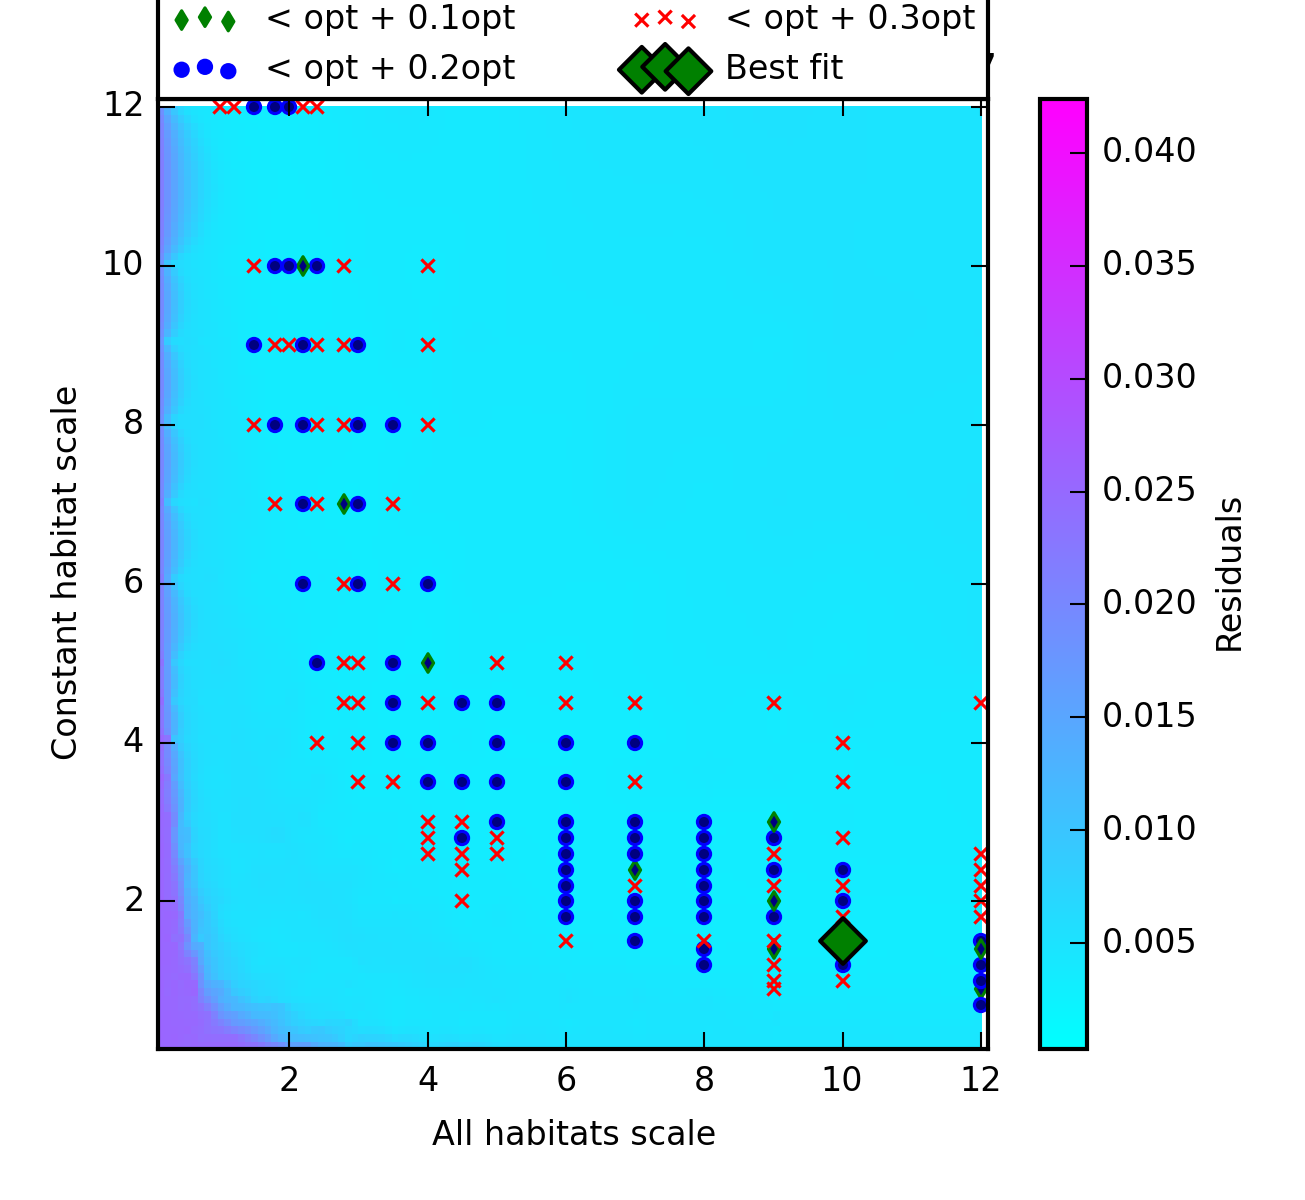 < opt + 0.1opt < opt + 0.3opt
< opt + 0.2opt Best fit
12
10
8
6
4
2
Constant habitat scale
2 4 6 8 10 12
All habitats scale
0.040
0.035
0.030
0.025
0.020
0.015
0.010
0.005
Residuals